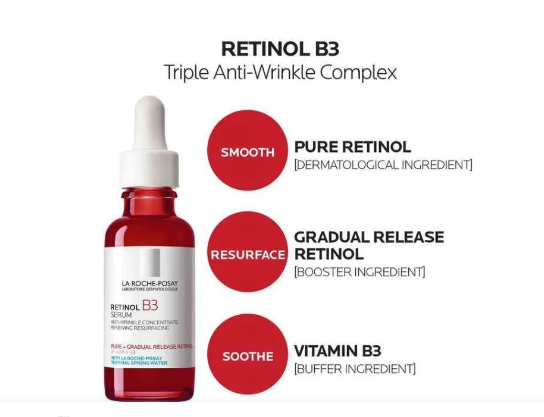 RETINOL B3
Triple Anti-Wrinkle Complex
SMOOTH
PURE RETINOL
[DERMATOLOGICAL INGREDIENT]
RESURFACE
GRADUAL RELEASE
RETINOL
[BOOSTER INGREDIENT]
SOOTHE
VITAMIN B3
[BUFFER INGREDIENT]
LA ROCHE-POSAY
LABORATOIRE DERMATOLOGIQUE
RETINOL B3
SERUM
ANTI-WRINKLE CONCENTRATE
RENEWING RESURFACING
PURE + GRADUAL RELEASE RETINOL
WITH LA ROCHE-POSAY
THERMAL SPRING WATER